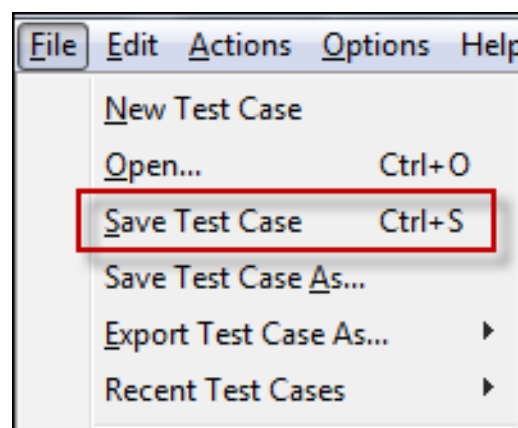 File Edit Actions Options Help
New Test Case
Open... Ctrl+O
Save Test Case Ctrl+S
Save Test Case As...
Export Test Case As...
Recent Test Cases